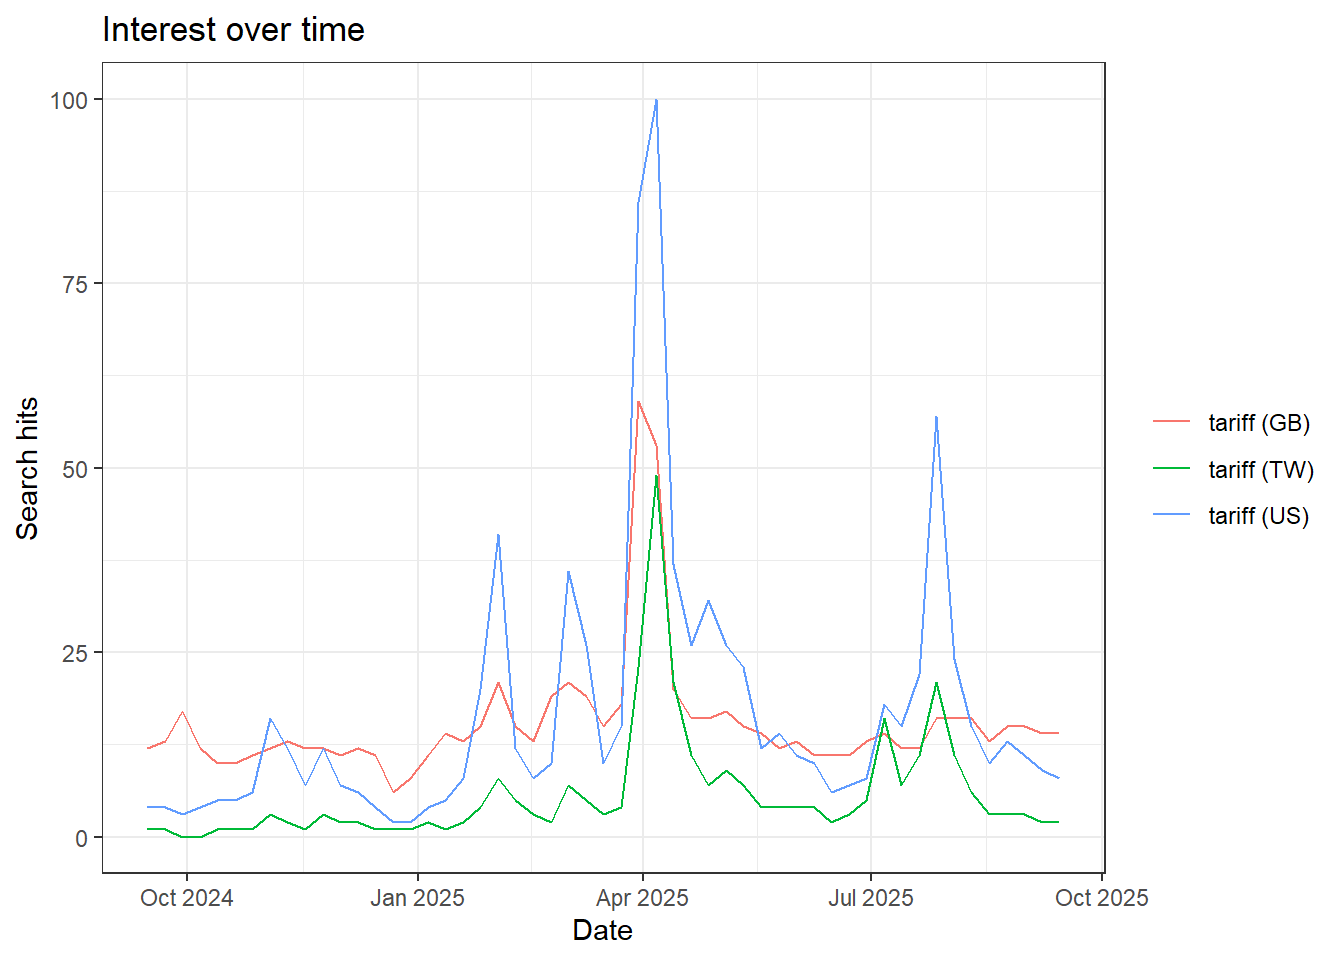 Interest over time
100
75
50
25
0
Search hits
Oct 2024
Jan 2025
Apr 2025
Jul 2025
Oct 2025
Date
tariff (GB)
tariff (TW)
tariff (US)